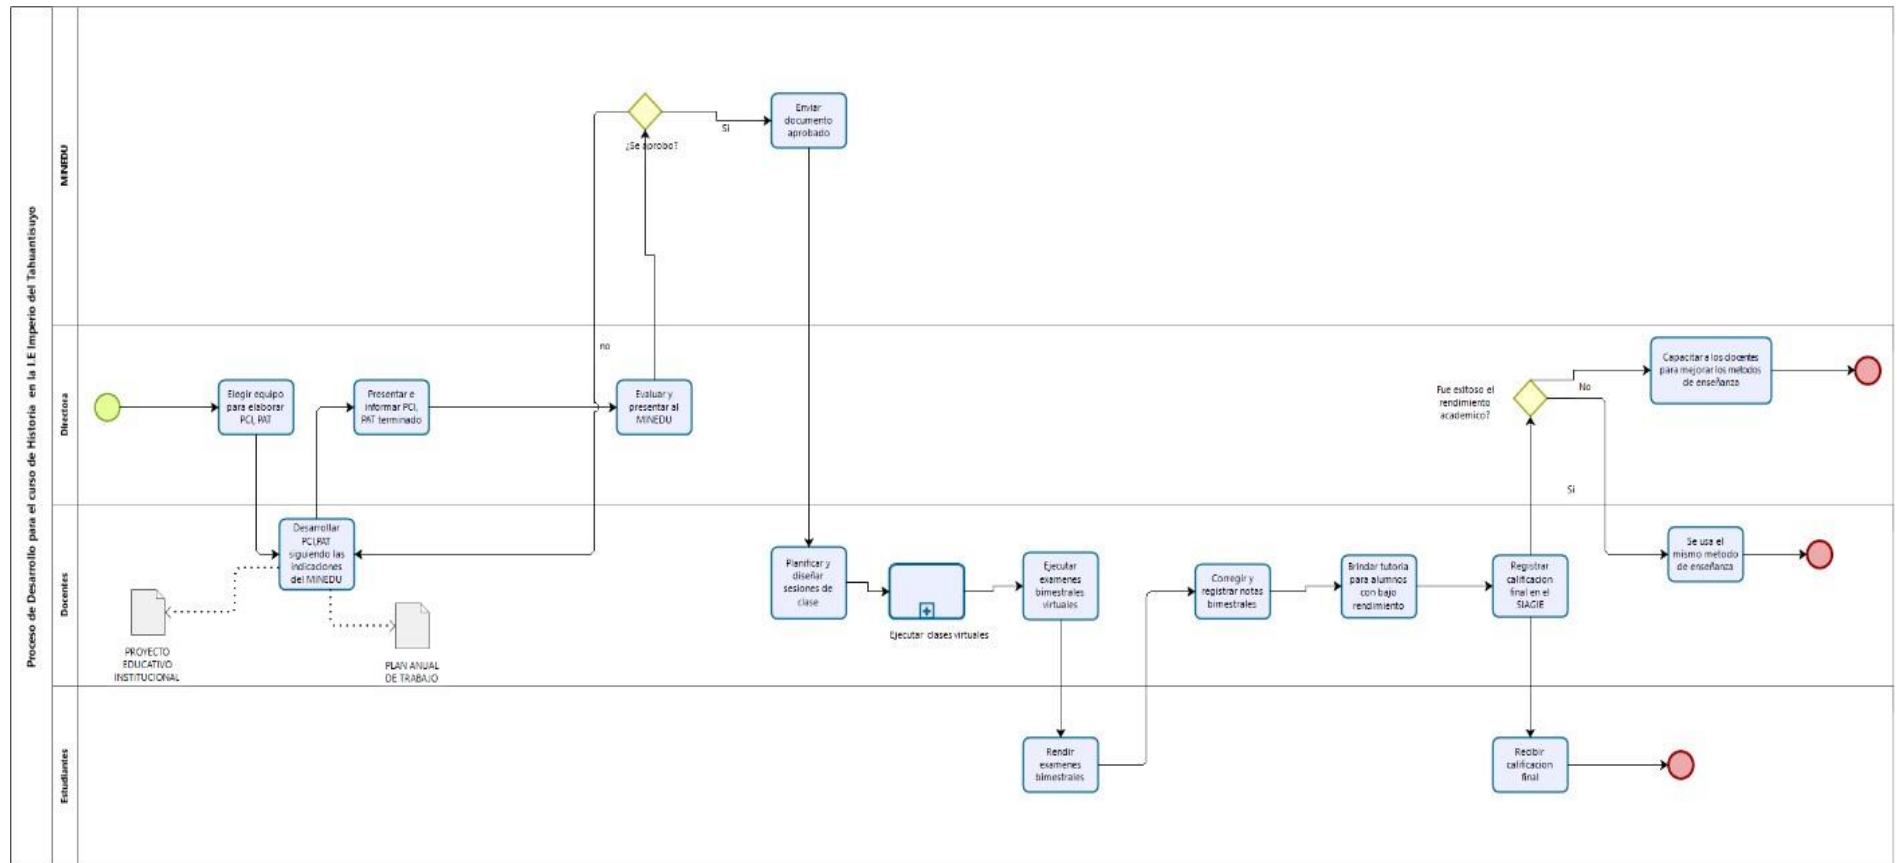 Proceso de Desarrollo para el curso de Historia en la I.E Imperio del Tahuantisuyo
MINEDU
¿Se aprobo?
Si
Enviar
documento
aprobado
no
Directora
Elegir equipo
para elaborar
PCI, PAT
Presentar e
informar PCI,
PAT terminado
Evaluar y
presentar al
MINEDU
Fue exitoso el
rendimiento
academico?
No
Si
Capacitar a los docentes
para mejorar los metodos
de enseñanza
Docentes
Desarrollar
PCI,PAT
siguiendo las
indicaciones
del MINEDU
PROYECTO
EDUCATIVO
INSTITUCIONAL
PLAN ANUAL
DE TRABAJO
Planificar y
diseñar
sesiones de
clase
Ejecutar clases virtuales
Ejecutar
examenes
bimestrales
virtuales
Corregir y
registrar notas
bimestrales
Brindar tutoria
para alumnos
con bajo
rendimiento
Registrar
calificacion
final en el
SIAGIE
Se usa el
mismo metodo
de enseñanza
Estudiantes
Rendir
examenes
bimestrales
Recibir
calificacion
final